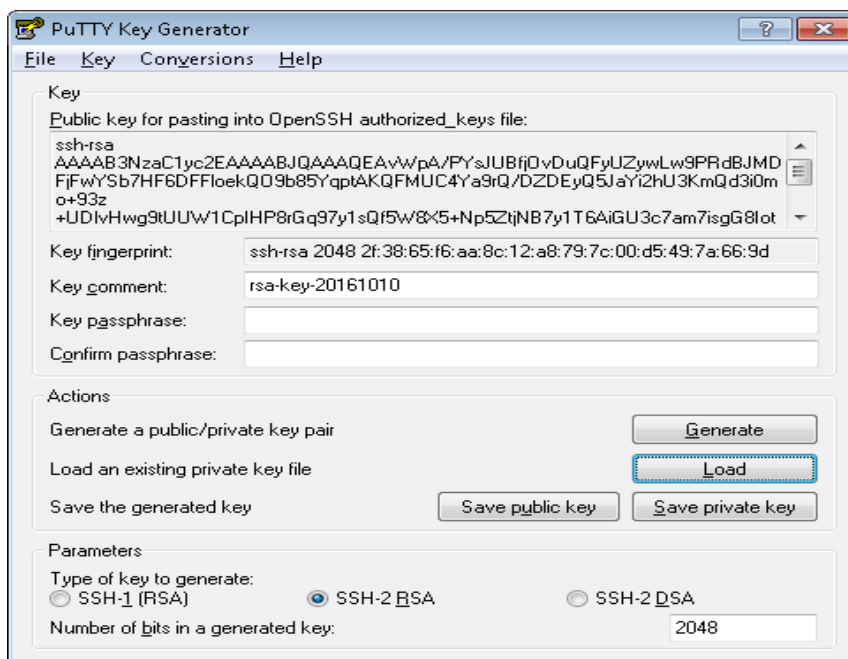 PuTTY Key Generator
File Key Conversions Help
Key
Public key for pasting into OpenSSH authorized_keys file:
ssh-rsa
AAAAB3NzaC1yc2EAAAABJQAAAQEAvWpA/PYsJUBfjOvDuQFyUZywLw9PRdBJMD
FjFwYSb7HF6DFFloekQO9b85YqptAKQFMUC4Ya9rQ/DZDEyQ5JaYi2hU3KmQd3i0m
o+93z
+UDlvHwg9tUUW1CplHP8rGq97y1sQf5W8X5+Np5ZtjNB7y1T6AiGU3c7am7isgG8lot
Key fingerprint: ssh-rsa 2048 2f:38:65:f6:aa:8c:12:a8:79:7c:00:d5:49:7a:66:9d
Key comment: rsa-key-20161010
Key passphrase:
Confirm passphrase:
Actions
Generate a public/private key pair Generate
Load an existing private key file Load
Save the generated key Save public key Save private key
Parameters
Type of key to generate:
SSH-1 (RSA) SSH-2 RSA SSH-2 DSA
Number of bits in a generated key: 2048